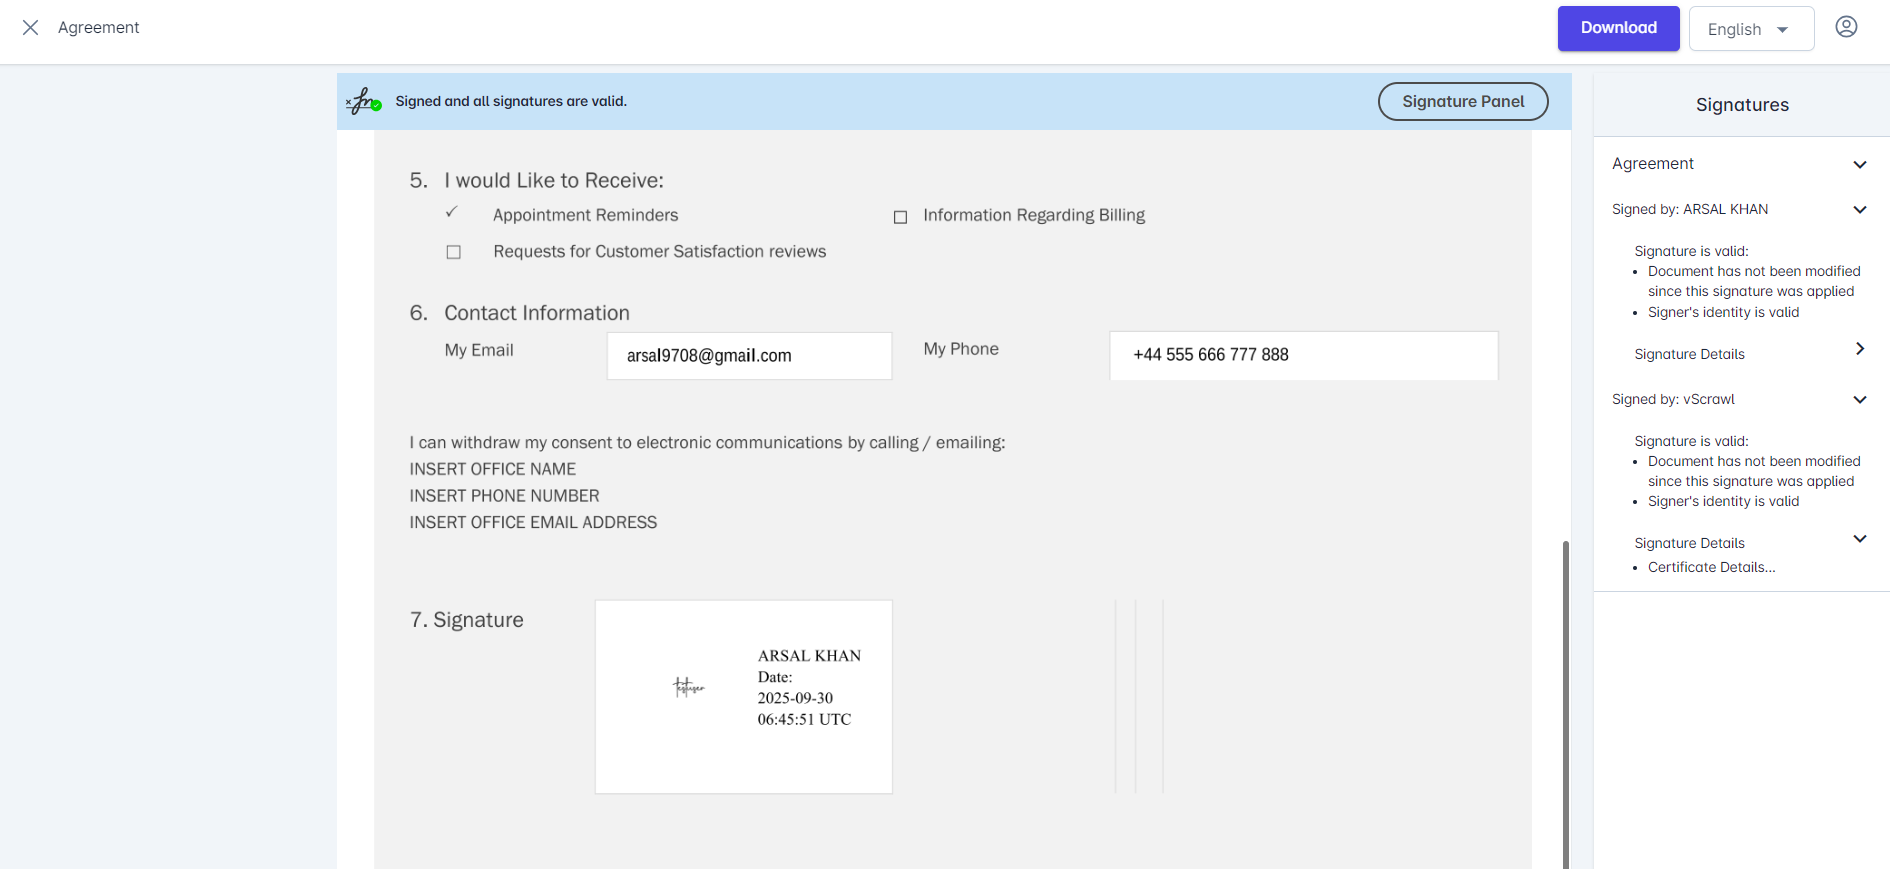 Agreement
Download
English
Signed and all signatures are valid.
Signature Panel
5. I would Like to Receive:
✓ Appointment Reminders
☐ Information Regarding Billing
☐ Requests for Customer Satisfaction reviews
6. Contact Information
My Email
arsal9708@gmail.com
My Phone
+44 555 666 777 888
I can withdraw my consent to electronic communications by calling / emailing:
INSERT OFFICE NAME
INSERT PHONE NUMBER
INSERT OFFICE EMAIL ADDRESS
7. Signature
testuser
ARSAL KHAN
Date:
2025-09-30
06:45:51 UTC
Signatures
Agreement
Signed by: ARSAL KHAN
Signature is valid:
• Document has not been modified
since this signature was applied
• Signer's identity is valid
Signature Details
Signed by: vScrawl
Signature is valid:
• Document has not been modified
since this signature was applied
• Signer's identity is valid
Signature Details
• Certificate Details...